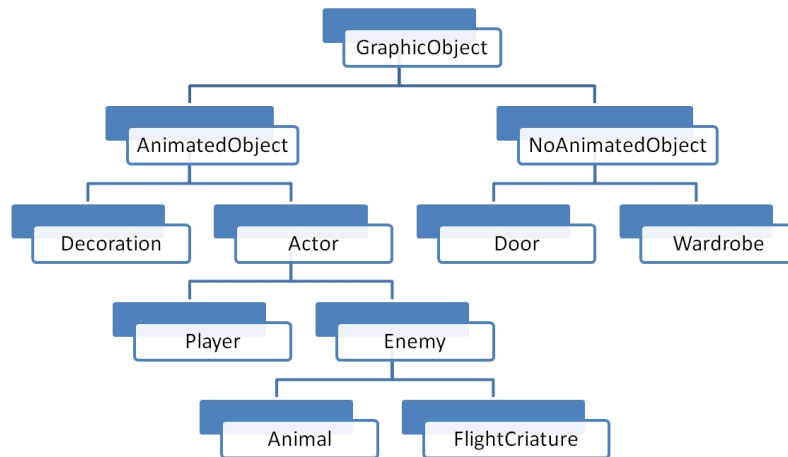 GraphicObject
AnimatedObject
NoAnimatedObject
Decoration
Actor
Door
Wardrobe
Player
Enemy
Animal
FlightCriature